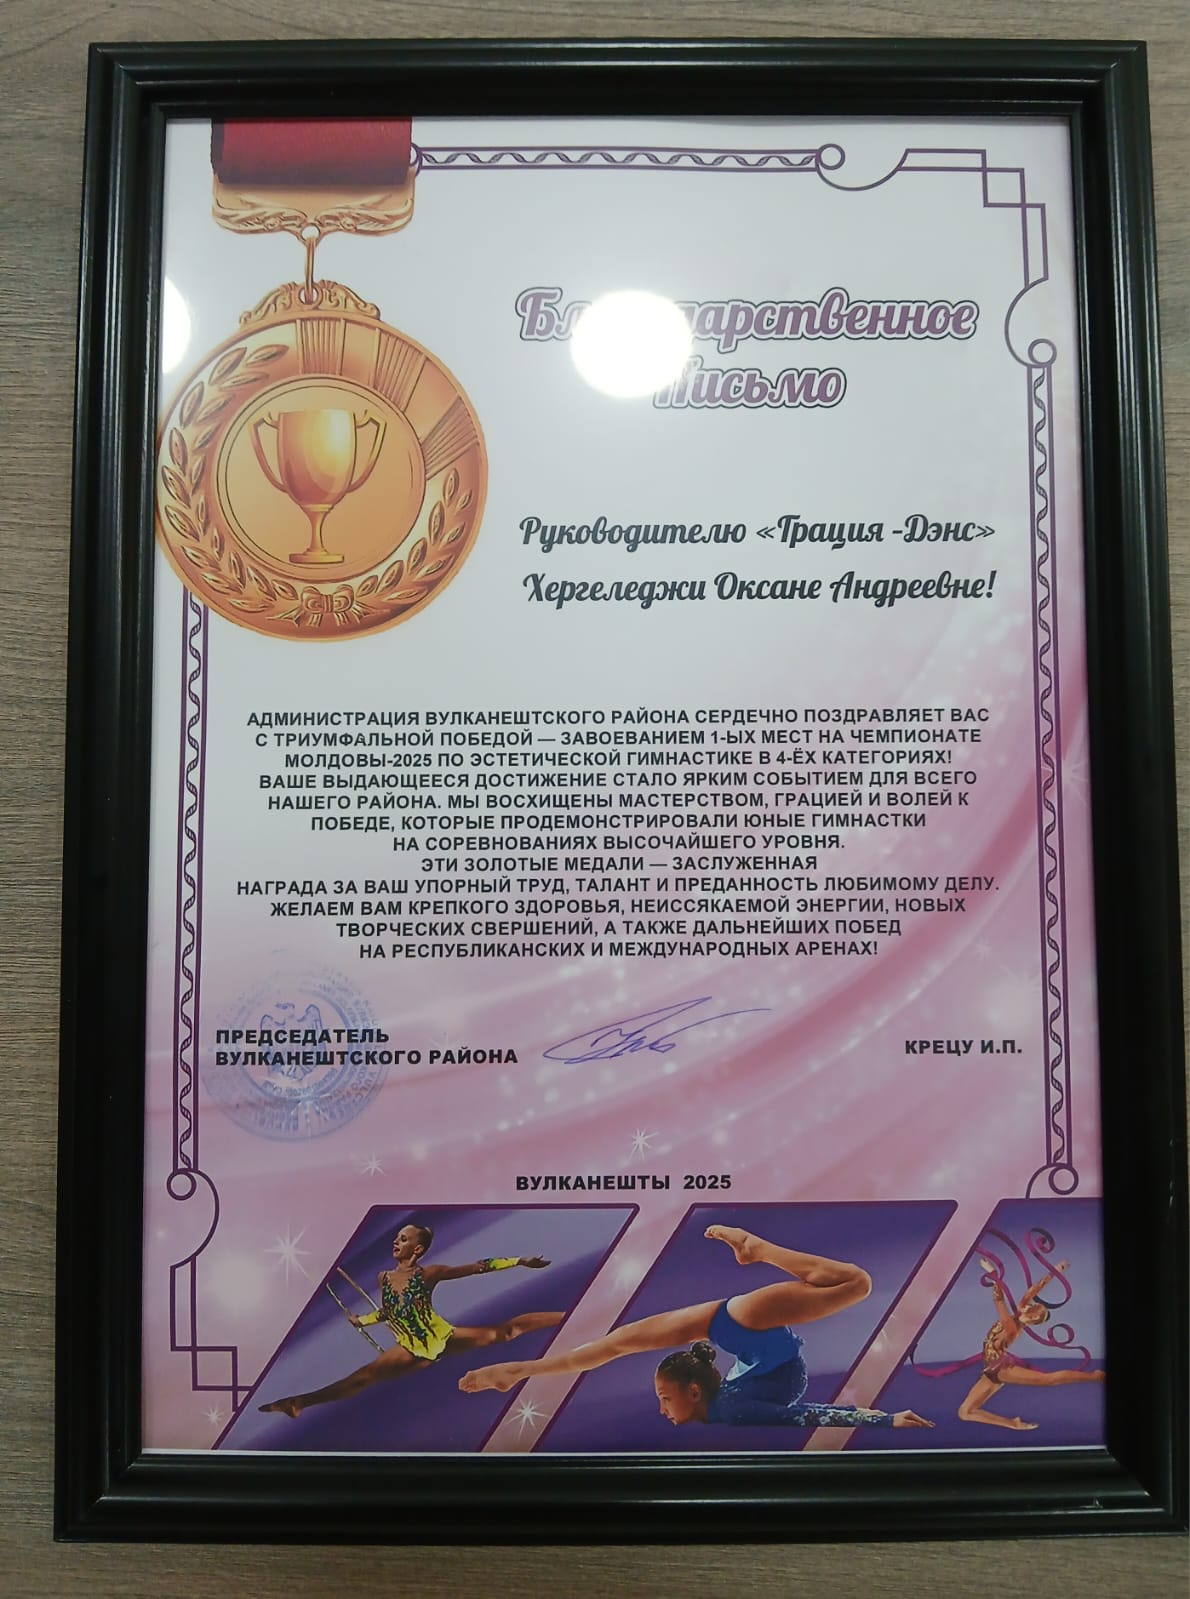 Благодарственное
Письмо
Руководителю «Грация -Дэнс»
Хергеледжи Оксане Андреевне!
АДМИНИСТРАЦИЯ ВУЛКАНЕШТСКОГО РАЙОНА СЕРДЕЧНО ПОЗДРАВЛЯЕТ ВАС
С ТРИУМФАЛЬНОЙ ПОБЕДОЙ — ЗАВОЕВАНИЕМ 1-ЫХ МЕСТ НА ЧЕМПИОНАТЕ
МОЛДОВЫ-2025 ПО ЭСТЕТИЧЕСКОЙ ГИМНАСТИКЕ В 4-ЁХ КАТЕГОРИЯХ!
ВАШЕ ВЫДАЮЩЕЕСЯ ДОСТИЖЕНИЕ СТАЛО ЯРКИМ СОБЫТИЕМ ДЛЯ ВСЕГО
НАШЕГО РАЙОНА. МЫ ВОСХИЩЕНЫ МАСТЕРСТВОМ, ГРАЦИЕЙ И ВОЛЕЙ К
ПОБЕДЕ, КОТОРЫЕ ПРОДЕМОНСТРИРОВАЛИ ЮНЫЕ ГИМНАСТКИ
НА СОРЕВНОВАНИЯХ ВЫСОЧАЙШЕГО УРОВНЯ.
ЭТИ ЗОЛОТЫЕ МЕДАЛИ — ЗАСЛУЖЕННАЯ
НАГРАДА ЗА ВАШ УПОРНЫЙ ТРУД, ТАЛАНТ И ПРЕДАННОСТЬ ЛЮБИМОМУ ДЕЛУ.
ЖЕЛАЕМ ВАМ КРЕПКОГО ЗДОРОВЬЯ, НЕИССЯКАЕМОЙ ЭНЕРГИИ, НОВЫХ
ТВОРЧЕСКИХ СВЕРШЕНИЙ, А ТАКЖЕ ДАЛЬНЕЙШИХ ПОБЕД
НА РЕСПУБЛИКАНСКИХ И МЕЖДУНАРОДНЫХ АРЕНАХ!
ПРЕДСЕДАТЕЛЬ
ВУЛКАНЕШТСКОГО РАЙОНА
КРЕЦУ И.П.
ВУЛКАНЕШТЫ 2025